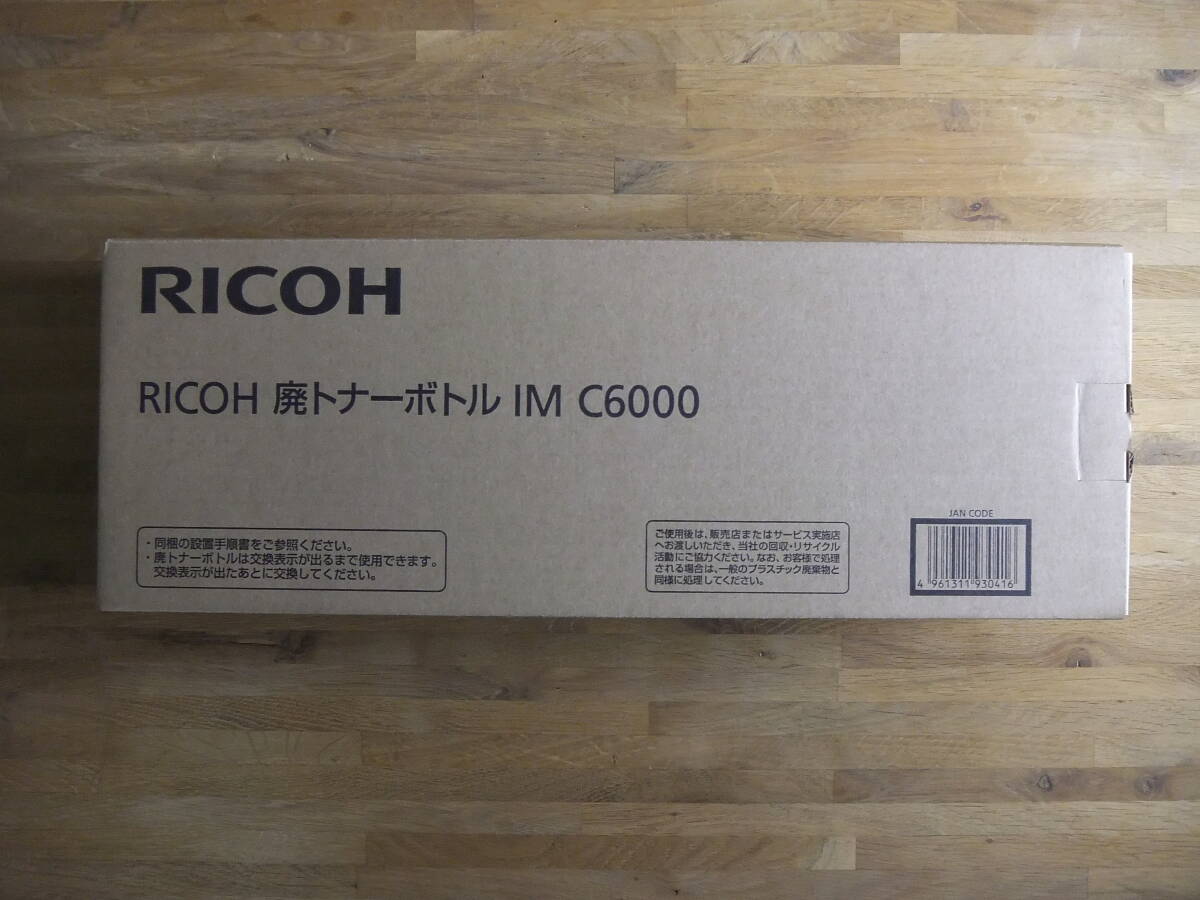 RICOH
RICOH 廃トナーボトル IM C6000
・同梱の設置手順書をご参照ください。
・廃トナーボトルは交換表示が出るまで使用できます。
交換表示が出たあとに交換してください。
ご使用後は、販売店またはサービス実施店
へお渡しいただき、当社の回収・リサイクル
活動にご協力ください。なお、お客様で処理
される場合は、一般のプラスチック廃棄物と
同様に処理してください。
JAN CODE
4 961311 930416